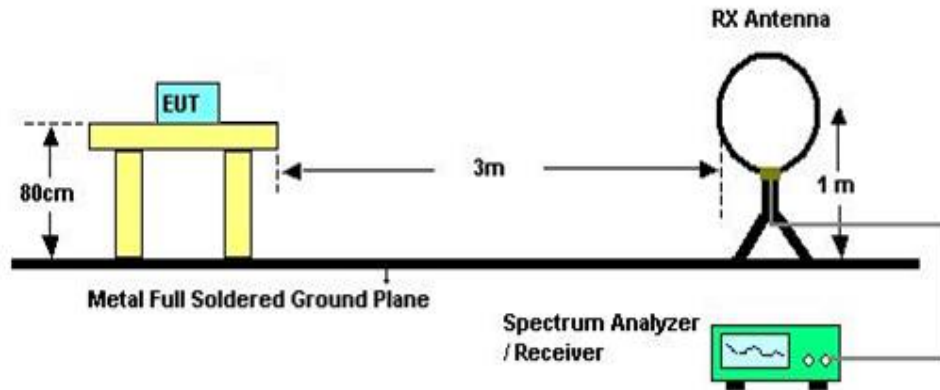 RX Antenna
EUT
80cm
3m
1 m
Metal Full Soldered Ground Plane
Spectrum Analyzer
/ Receiver